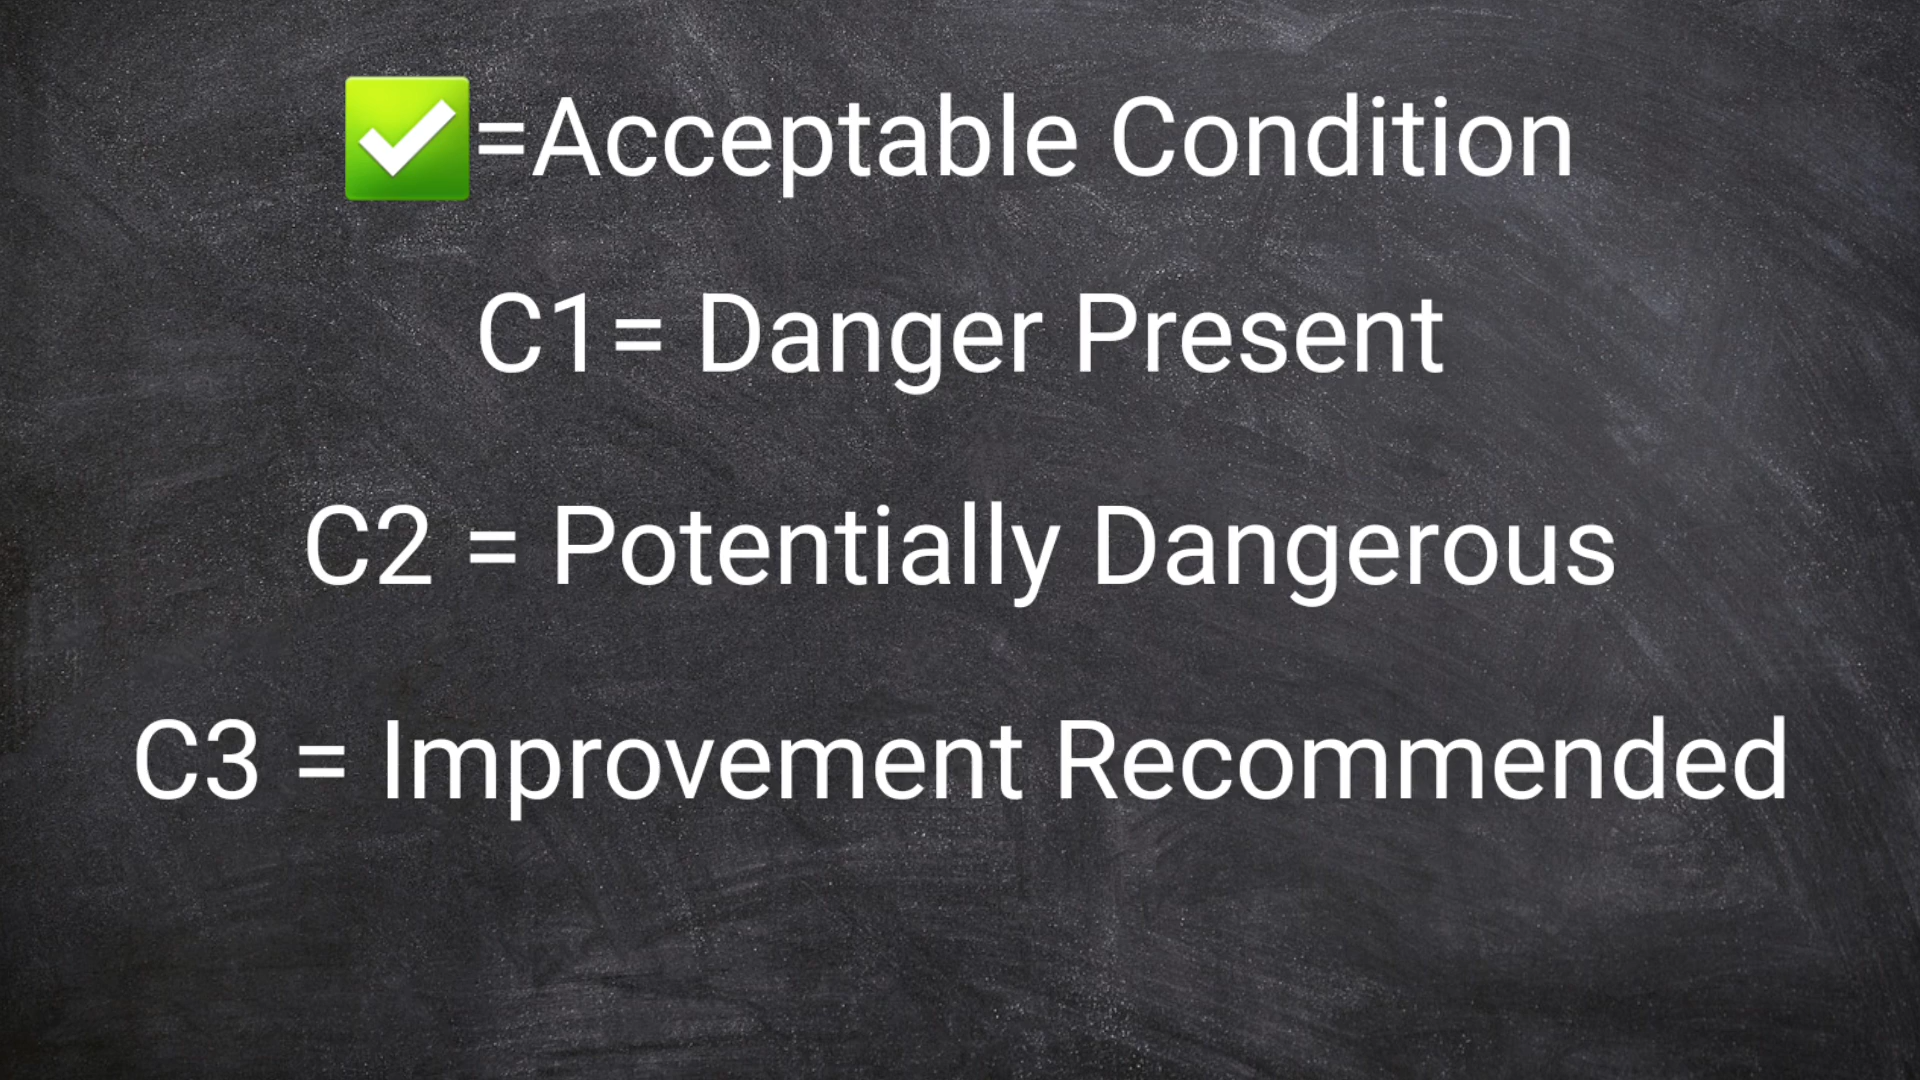 ✅=Acceptable Condition
C1= Danger Present
C2 = Potentially Dangerous
C3 = Improvement Recommended